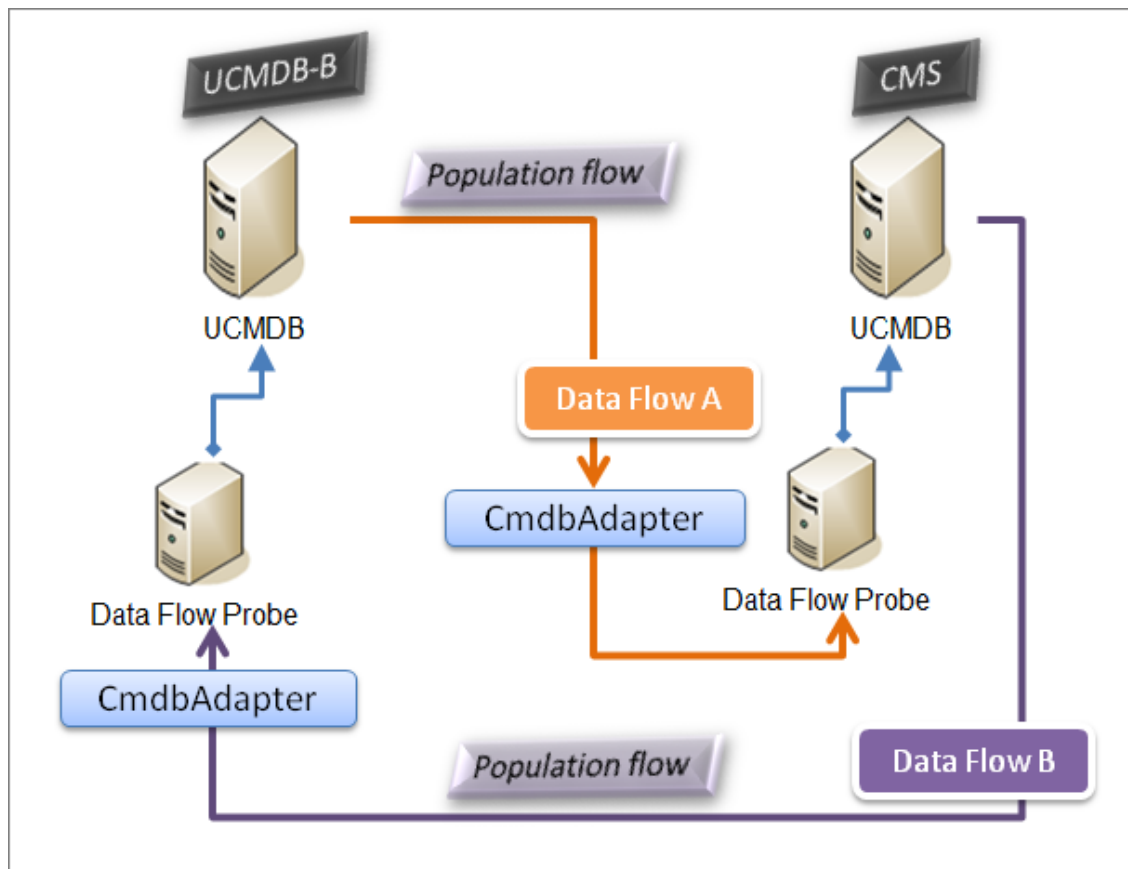 UCMDB-B
CMS
Population flow
UCMDB
UCMDB
Data Flow A
CmdbAdapter
Data Flow Probe
Data Flow Probe
CmdbAdapter
Population flow
Data Flow B